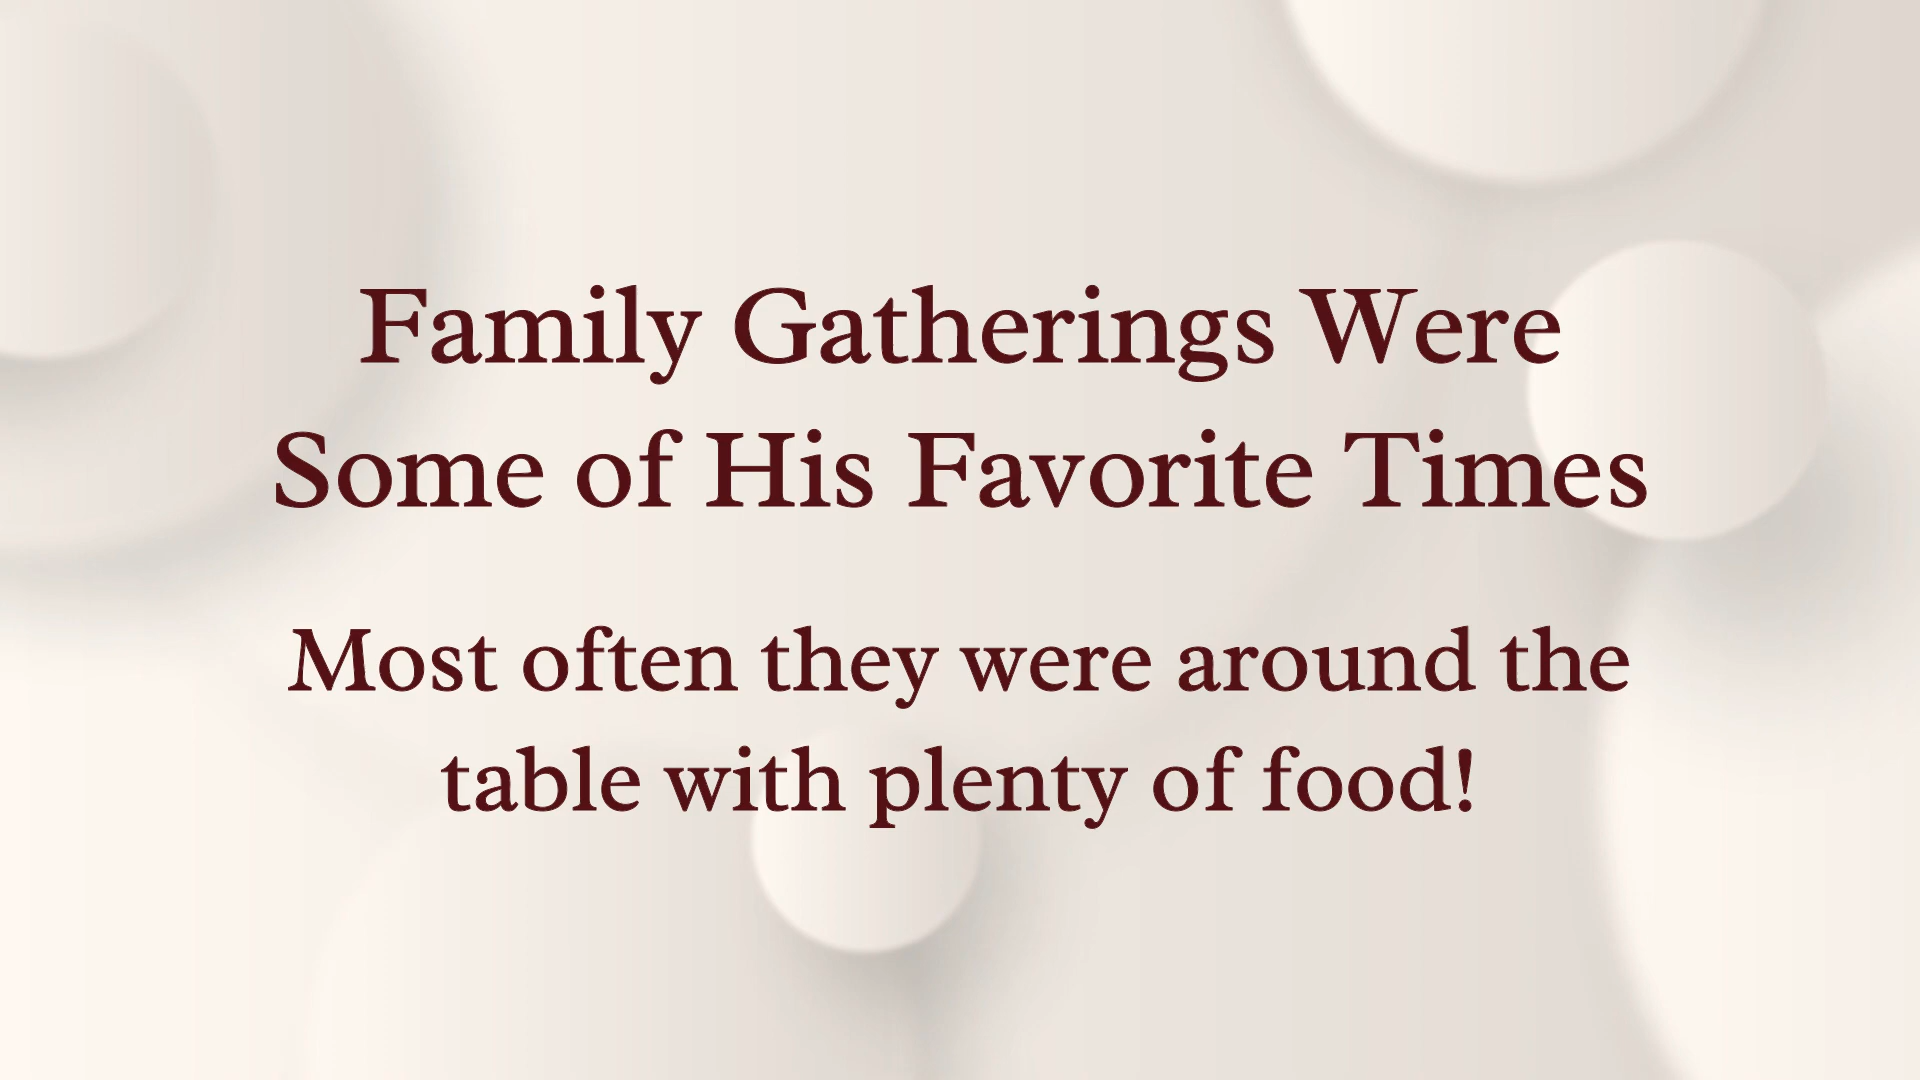 Family Gatherings Were
Some of His Favorite Times
Most often they were around the
table with plenty of food!